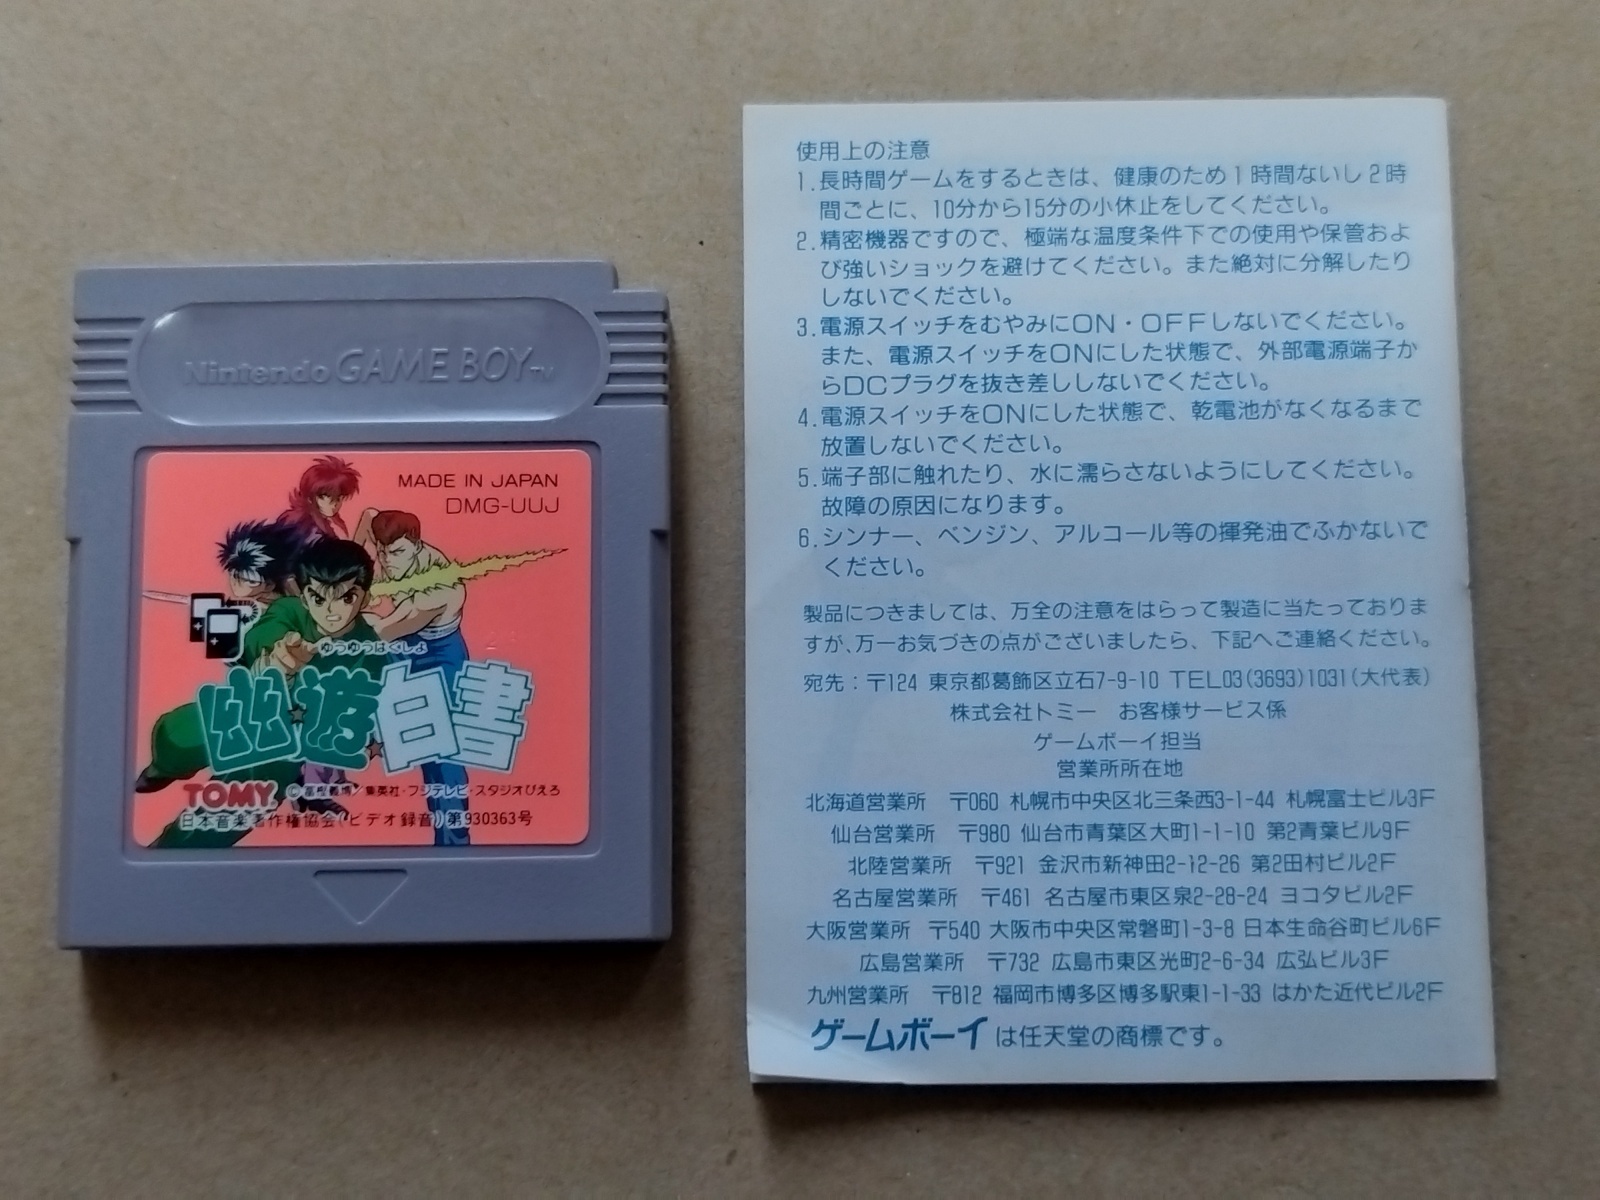 Nintendo GAME BOY™
MADE IN JAPAN
DMG-UUJ
ゆうゆうはくしょ
幽★遊★白書
TOMY
©冨樫義博／集英社・フジテレビ・スタジオぴえろ
日本音楽著作権協会(ビデオ録音)第930363号
使用上の注意
1.長時間ゲームをするときは、健康のため1時間ないし2時
間ごとに、10分から15分の小休止をしてください。
2.精密機器ですので、極端な温度条件下での使用や保管およ
び強いショックを避けてください。また絶対に分解したり
しないでください。
3.電源スイッチをむやみにON・OFFしないでください。
また、電源スイッチをONにした状態で、外部電源端子か
らDCプラグを抜き差ししないでください。
4.電源スイッチをONにした状態で、乾電池がなくなるまで
放置しないでください。
5.端子部に触れたり、水に濡らさないようにしてください。
故障の原因になります。
6.シンナー、ベンジン、アルコール等の揮発油でふかないで
ください。
製品につきましては、万全の注意をはらって製造に当たっておりま
すが、万一お気づきの点がございましたら、下記へご連絡ください。
宛先：〒124 東京都葛飾区立石7-9-10 TEL03(3693)1031(大代表)
株式会社トミー お客様サービス係
ゲームボーイ担当
営業所所在地
北海道営業所 〒060 札幌市中央区北三条西3-1-44 札幌富士ビル3F
仙台営業所 〒980 仙台市青葉区大町1-1-10 第2青葉ビル9F
北陸営業所 〒921 金沢市新神田2-12-26 第2田村ビル2F
名古屋営業所 〒461 名古屋市東区泉2-28-24 ヨコタビル2F
大阪営業所 〒540 大阪市中央区常磐町1-3-8 日本生命谷町ビル6F
広島営業所 〒732 広島市東区光町2-6-34 広弘ビル3F
九州営業所 〒812 福岡市博多区博多駅東1-1-33 はかた近代ビル2F
ゲームボーイは任天堂の商標です。